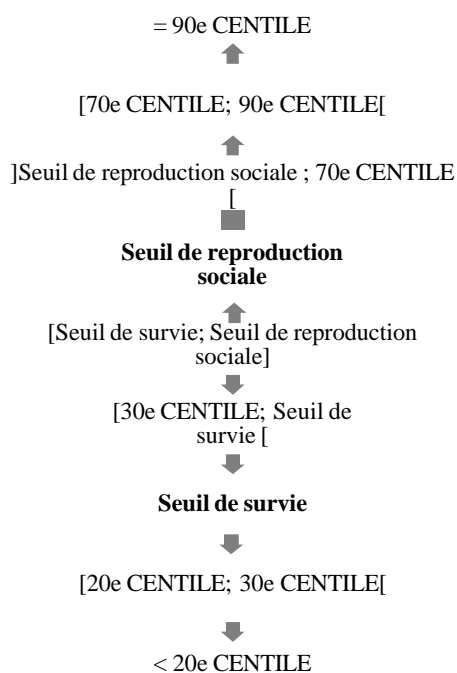 = 90e CENTILE
[70e CENTILE; 90e CENTILE[
]Seuil de reproduction sociale ; 70e CENTILE
[
Seuil de reproduction
sociale
[Seuil de survie; Seuil de reproduction
sociale]
[30e CENTILE; Seuil de
survie [
Seuil de survie
[20e CENTILE; 30e CENTILE[
< 20e CENTILE